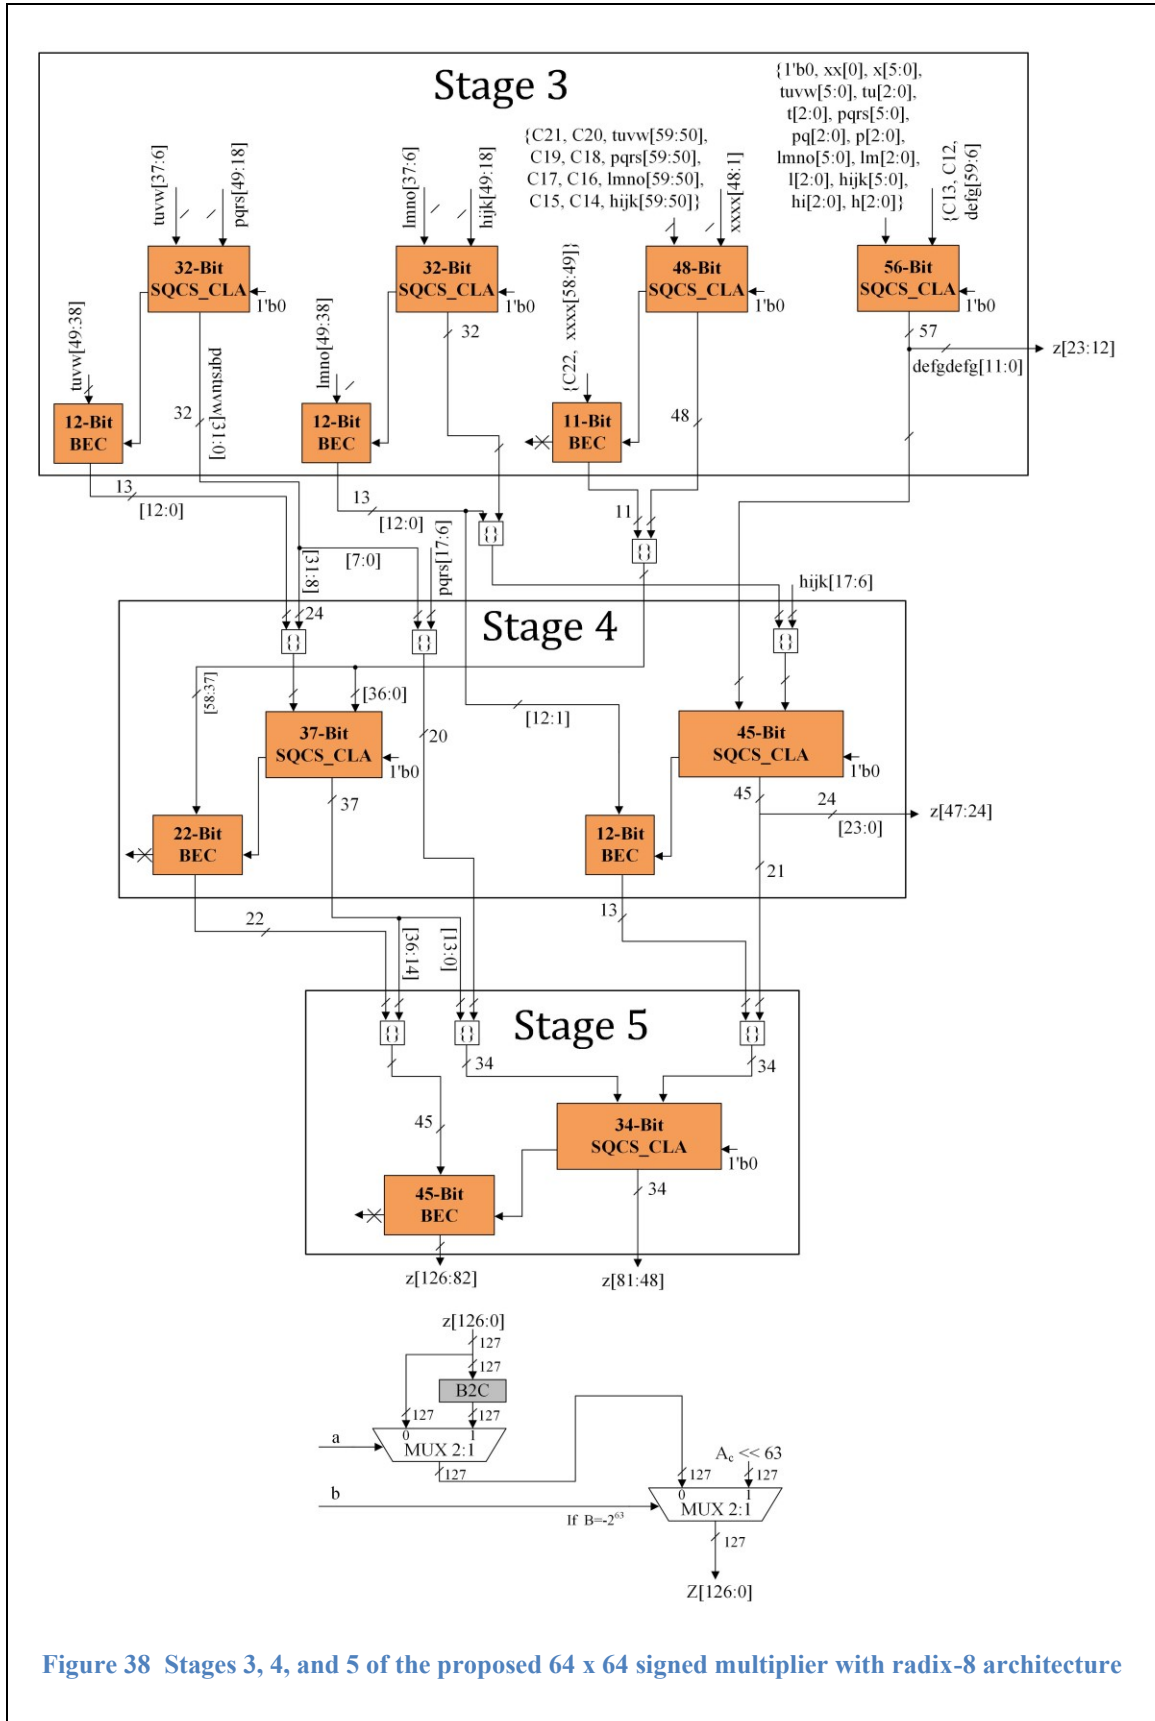 Stage 3
{1'b0, xx[0], x[5:0],
tuvw[5:0], tu[2:0],
t[2:0], pqrs[5:0],
pq[2:0], p[2:0],
lmno[5:0], lm[2:0],
l[2:0], hijk[5:0],
hi[2:0], h[2:0]}
{C13, C12,
defg[59:6]}
{C21, C20, tuvw[59:50],
C19, C18, pqrs[59:50],
C17, C16, lmno[59:50],
C15, C14, hijk[59:50]}
xxxx[48:1]
tuvw[37:6]
pqrs[49:18]
lmno[37:6]
hijk[49:18]
32-Bit
SQCS_CLA
1'b0
32-Bit
SQCS_CLA
1'b0
48-Bit
SQCS_CLA
1'b0
56-Bit
SQCS_CLA
1'b0
tuvw[49:38]
lmno[49:38]
{C22, xxxx[58:49]}
32
57
z[23:12]
defgdefg[11:0]
12-Bit
BEC
32
pqrstuvw[31:0]
12-Bit
BEC
11-Bit
BEC
48
13
[12:0]
13
[12:0]
11
{}
{}
[31:8]
[7:0]
pqrs[17:6]
hijk[17:6]
24
Stage 4
{}
{}
{}
[58:37]
[36:0]
[12:1]
37-Bit
SQCS_CLA
1'b0
20
45-Bit
SQCS_CLA
1'b0
37
45
24
[23:0]
z[47:24]
22-Bit
BEC
12-Bit
BEC
21
22
[36:14]
[13:0]
13
Stage 5
{}
{}
{}
34
34
45
34-Bit
SQCS_CLA
1'b0
45-Bit
BEC
34
z[126:82]
z[81:48]
z[126:0]
127
127
B2C
127
127
0
1
a
MUX 2:1
127
A_c << 63
127
127
b
0
1
MUX 2:1
If B=-2^63
127
Z[126:0]
Figure 38 Stages 3, 4, and 5 of the proposed 64 x 64 signed multiplier with radix-8 architecture